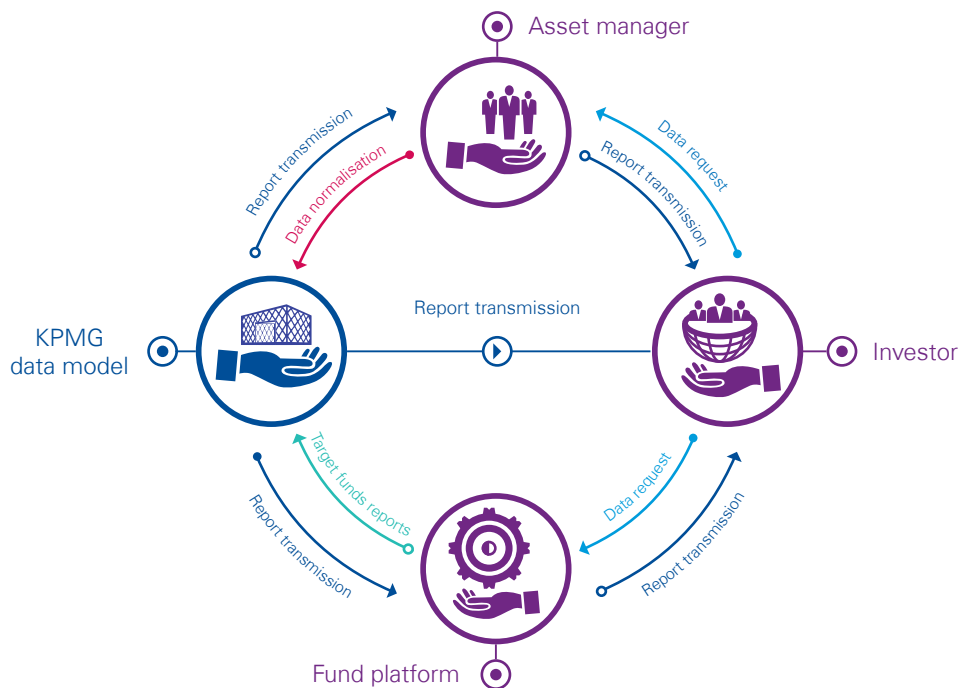 Asset manager
Report transmission
Data normalisation
Data request
Report transmission
Report transmission
KPMG
data model
Investor
Target funds reports
Report transmission
Data request
Report transmission
Fund platform